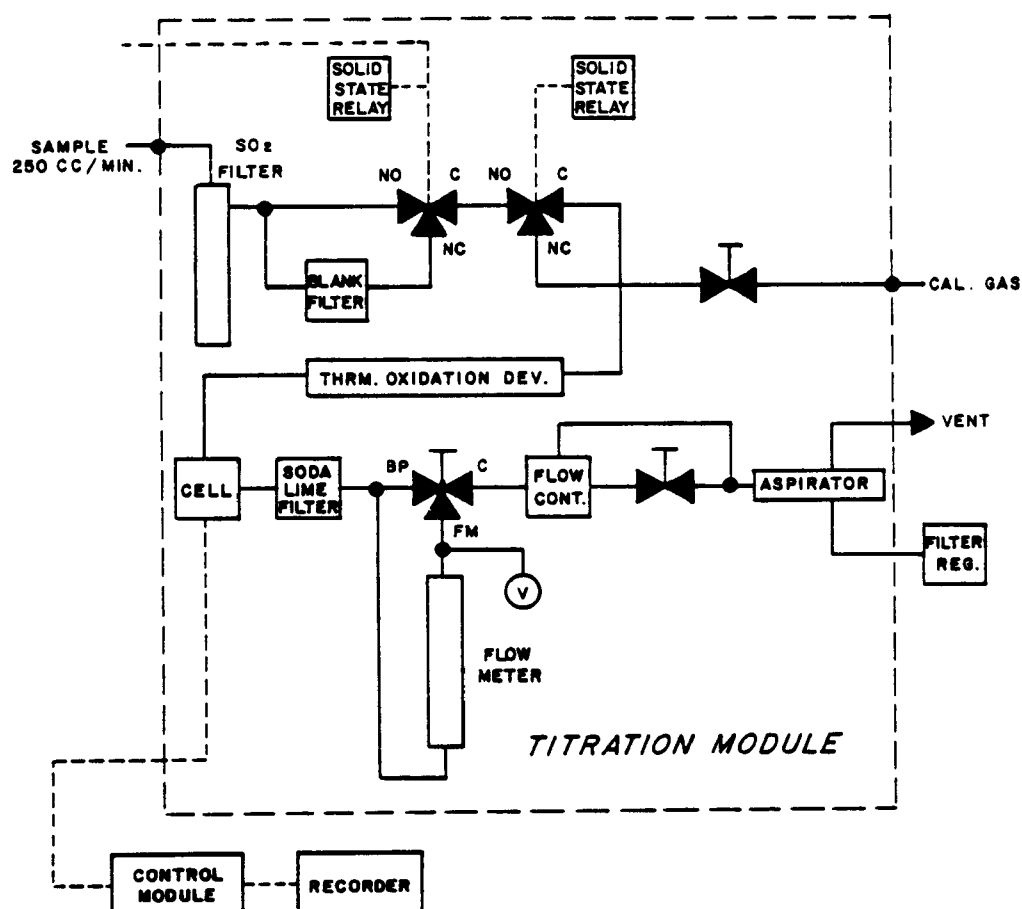 SOLID
STATE
RELAY
SOLID
STATE
RELAY
SAMPLE
250 CC/MIN.
SO2
FILTER
NO
C
NO
C
NC
NC
BLANK
FILTER
CAL. GAS
THRM. OXIDATION DEV.
VENT
CELL
SODA
LIME
FILTER
BP
C
FLOW
CONT.
ASPIRATOR
FM
FILTER
REG.
V
FLOW
METER
TITRATION MODULE
CONTROL
MODULE
RECORDER